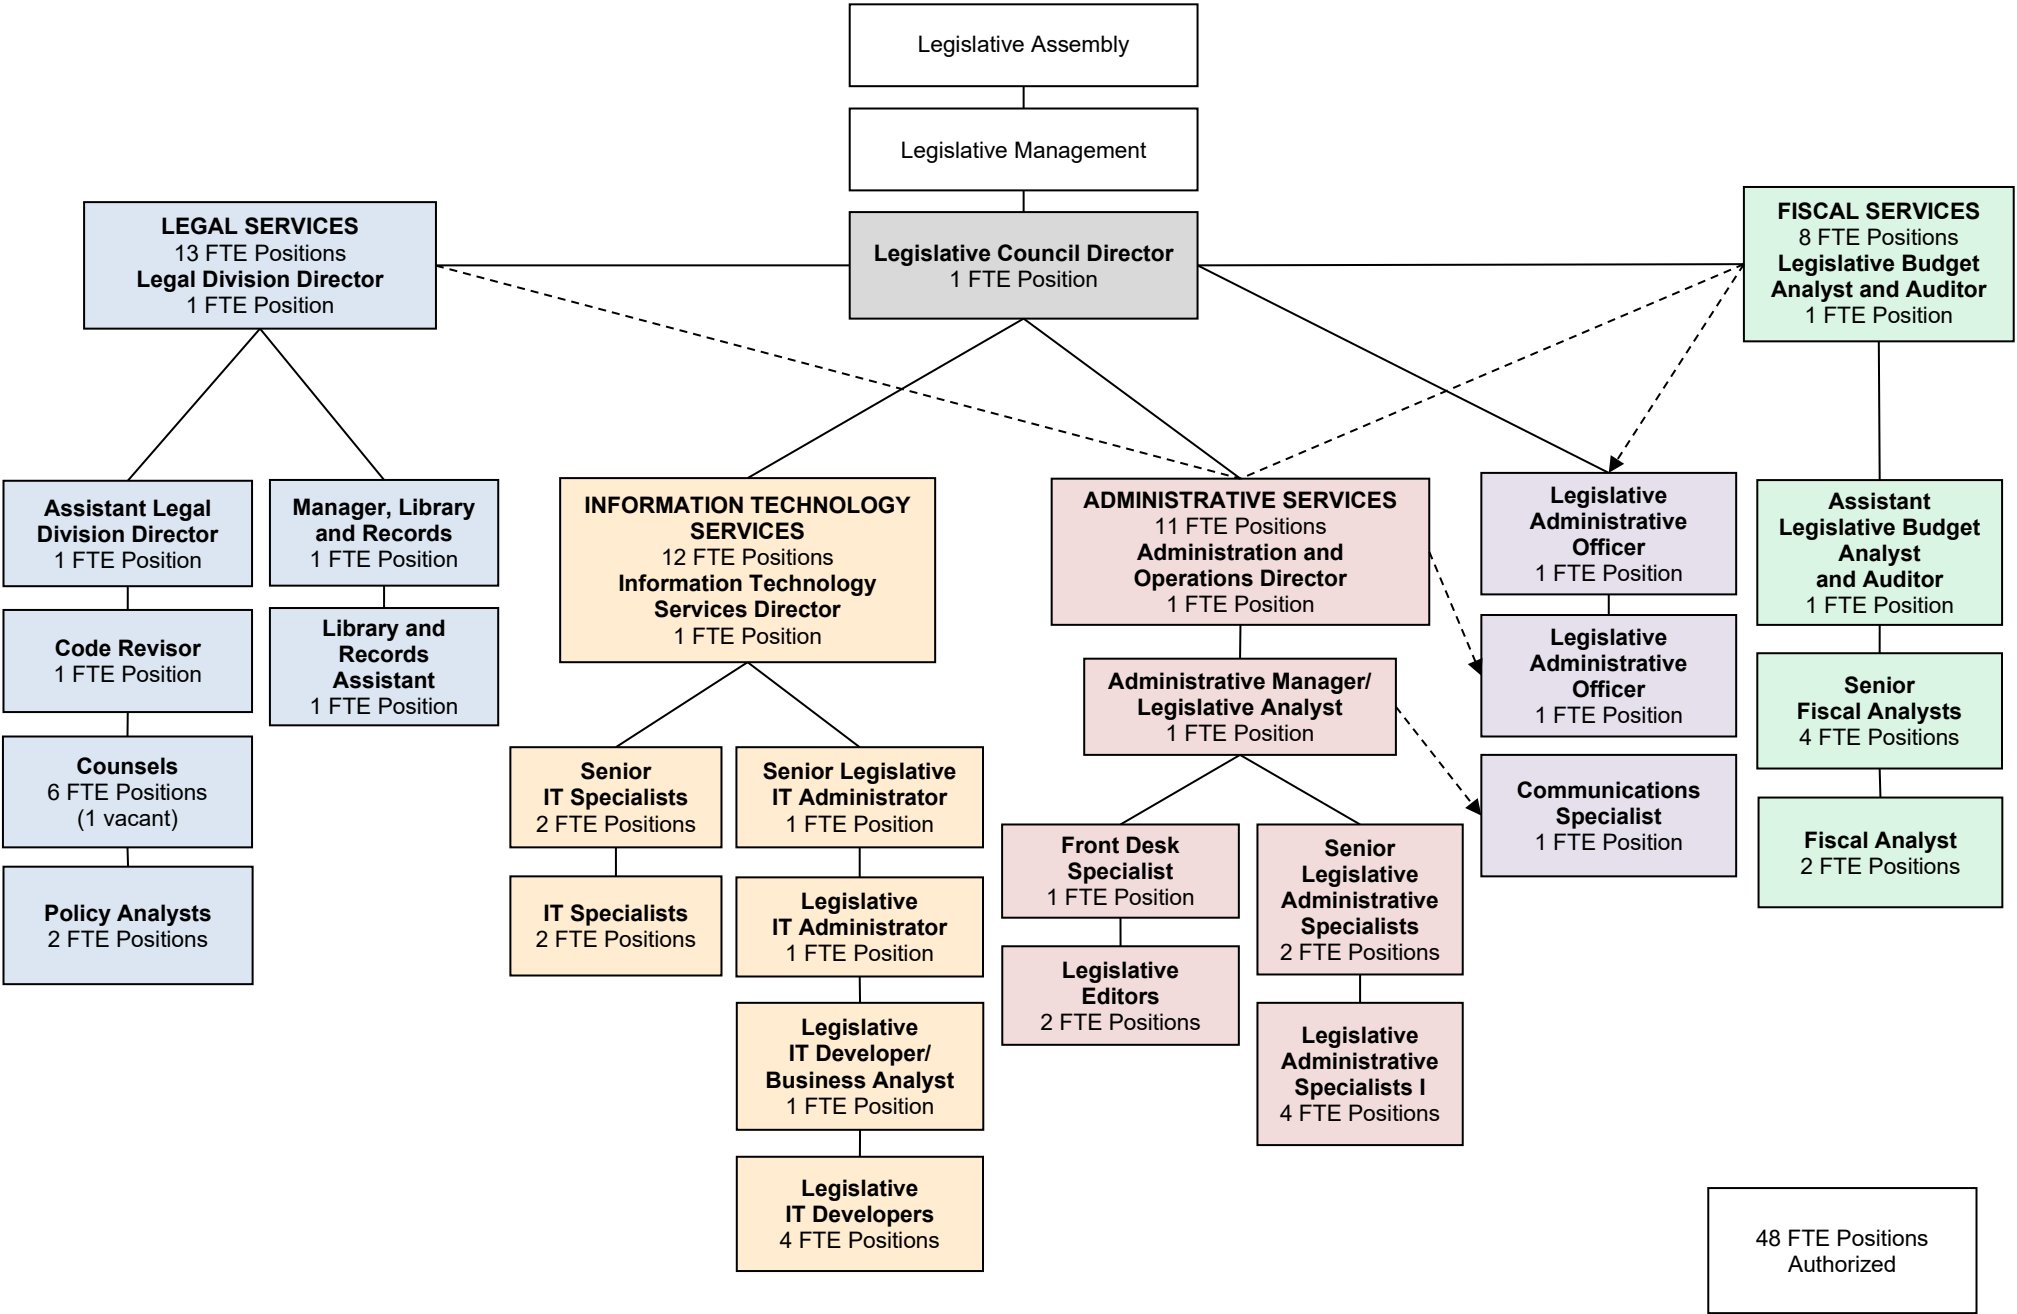 Legislative Assembly
Legislative Management
Legislative Council Director
1 FTE Position
LEGAL SERVICES
13 FTE Positions
Legal Division Director
1 FTE Position
FISCAL SERVICES
8 FTE Positions
Legislative Budget
Analyst and Auditor
1 FTE Position
Assistant Legal
Division Director
1 FTE Position
Code Revisor
1 FTE Position
Counsels
6 FTE Positions
(1 vacant)
Policy Analysts
2 FTE Positions
Manager, Library
and Records
1 FTE Position
Library and
Records
Assistant
1 FTE Position
INFORMATION TECHNOLOGY
SERVICES
12 FTE Positions
Information Technology
Services Director
1 FTE Position
Senior
IT Specialists
2 FTE Positions
IT Specialists
2 FTE Positions
Senior Legislative
IT Administrator
1 FTE Position
Legislative
IT Administrator
1 FTE Position
Legislative
IT Developer/
Business Analyst
1 FTE Position
Legislative
IT Developers
4 FTE Positions
ADMINISTRATIVE SERVICES
11 FTE Positions
Administration and
Operations Director
1 FTE Position
Administrative Manager/
Legislative Analyst
1 FTE Position
Front Desk
Specialist
1 FTE Position
Legislative
Editors
2 FTE Positions
Senior
Legislative
Administrative
Specialists
2 FTE Positions
Legislative
Administrative
Specialists I
4 FTE Positions
Legislative
Administrative
Officer
1 FTE Position
Legislative
Administrative
Officer
1 FTE Position
Communications
Specialist
1 FTE Position
Assistant
Legislative Budget
Analyst
and Auditor
1 FTE Position
Senior
Fiscal Analysts
4 FTE Positions
Fiscal Analyst
2 FTE Positions
48 FTE Positions
Authorized